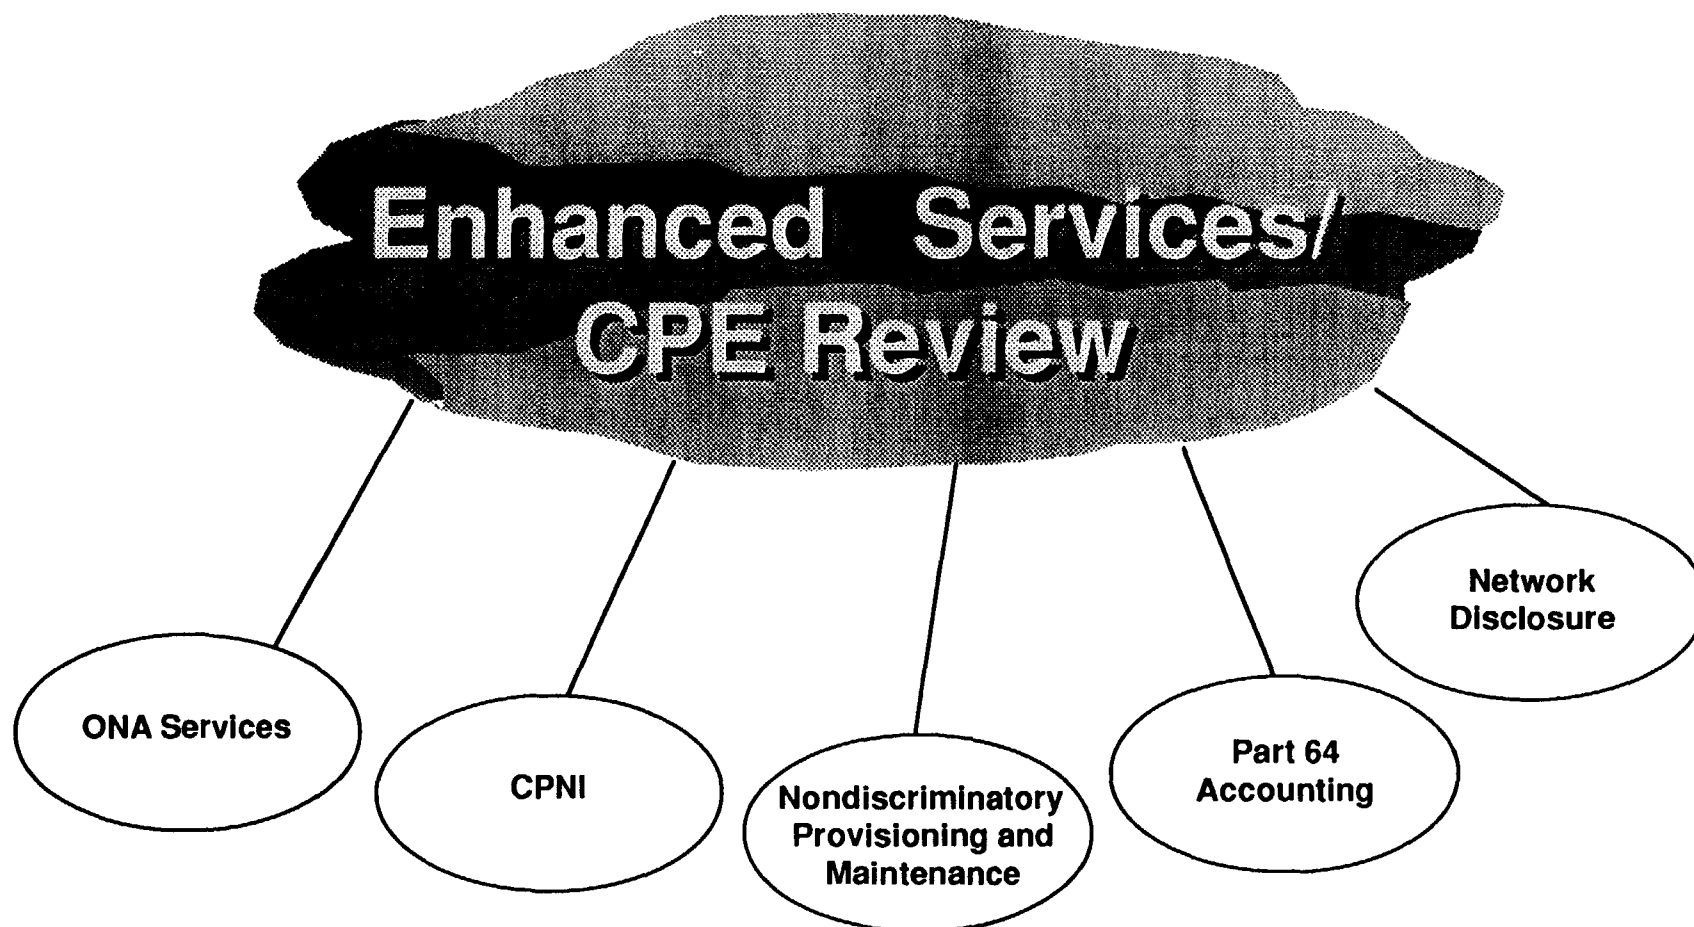 Enhanced Services/
CPE Review
ONA Services
CPNI
Nondiscriminatory
Provisioning and
Maintenance
Part 64
Accounting
Network
Disclosure